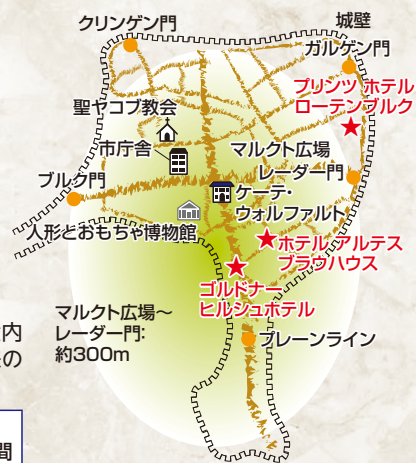 クリンゲン門
城壁
ガルゲン門
プリンツ ホテル
ローテンブルク
聖ヤコブ教会
市庁舎
マルクト広場
レーダー門
ブルク門
ケーテ・
ウォルファルト
人形とおもちゃ博物館
ホテル アルテス
ブラウハウス
ゴルドナー
ヒルシュホテル
マルクト広場～
レーダー門:
約300m
プレーンライン
内
の
間